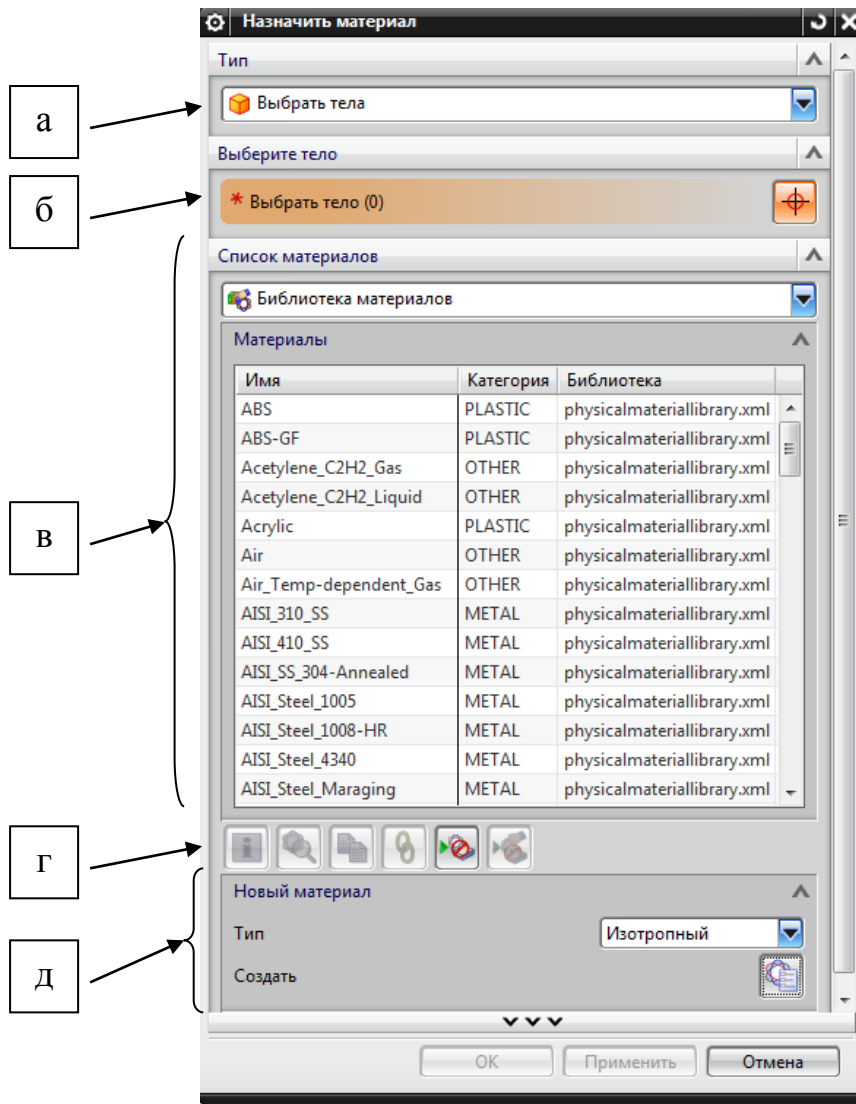 Назначить материал
Тип
а
Выбрать тела
Выберите тело
б
* Выбрать тело (0)
Список материалов
Библиотека материалов
Материалы
Имя Категория Библиотека
ABS PLASTIC physicalmateriallibrary.xml
ABS-GF PLASTIC physicalmateriallibrary.xml
Acetylene_C2H2_Gas OTHER physicalmateriallibrary.xml
Acetylene_C2H2_Liquid OTHER physicalmateriallibrary.xml
в
Acrylic PLASTIC physicalmateriallibrary.xml
Air OTHER physicalmateriallibrary.xml
Air_Temp-dependent_Gas OTHER physicalmateriallibrary.xml
AISI_310_SS METAL physicalmateriallibrary.xml
AISI_410_SS METAL physicalmateriallibrary.xml
AISI_SS_304-Annealed METAL physicalmateriallibrary.xml
AISI_Steel_1005 METAL physicalmateriallibrary.xml
AISI_Steel_1008-HR METAL physicalmateriallibrary.xml
AISI_Steel_4340 METAL physicalmateriallibrary.xml
AISI_Steel_Maraging METAL physicalmateriallibrary.xml
г
Новый материал
Тип Изотропный
д
Создать
ОК Применить Отмена